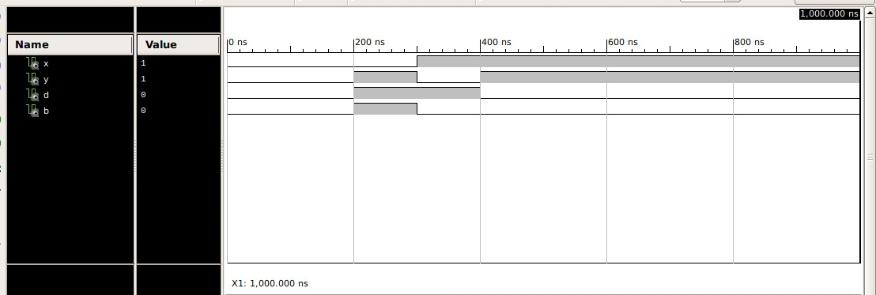 1,000.000 ns
Name Value 0 ns 200 ns 400 ns 600 ns 800 ns
x 1
y 1
d 0
b 0
X1: 1,000.000 ns